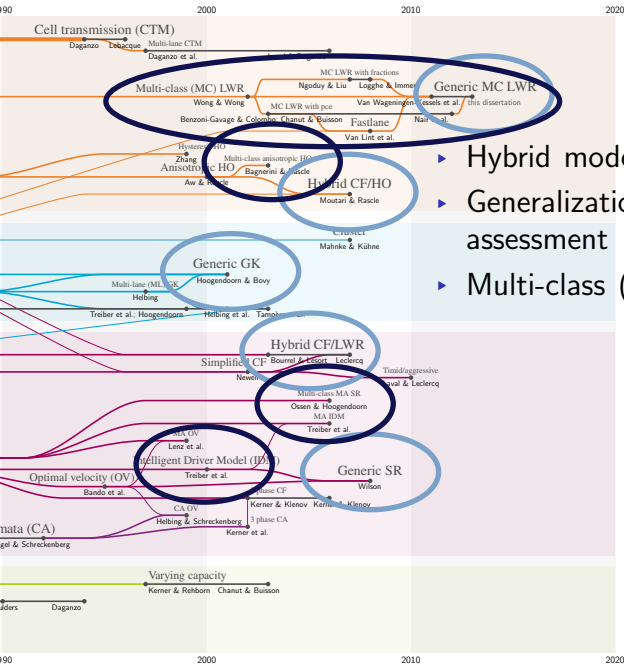 990 2000 2010 2020
Cell transmission (CTM)
Daganzo Lebacque
Multi-lane CTM
Daganzo et al.
MC LWR with fractions
Ngoduy & Liu Logghe & Immers
Multi-class (MC) LWR
Wong & Wong
Generic MC LWR
Van Wageningen-Kessels et al. this dissertation
MC LWR with pce
Benzoni-Gavage & Colombo; Chanut & Buisson
Fastlane
Van Lint et al.
Nair et al.
Hysteresis HO
Zhang
Multi-class anisotropic HO
Bagnerini & Rascle
Anisotropic HO
Aw & Rascle
Hybrid CF/HO
Moutari & Rascle
▸ Hybrid mode
▸ Generalizatio
assessment
▸ Multi-class (
Cluster
Mahnke & Kühne
Generic GK
Hoogendoorn & Bovy
Multi-lane (ML) GK
Helbing
Treiber et al.; Hoogendoorn Helbing et al.
Hybrid CF/LWR
Bourrel & Lesort Leclercq
Simplified CF
Newell
Timid/aggressive
Laval & Leclercq
Multi-class MA SR
Ossen & Hoogendoorn
MA IDM
Treiber et al.
MA OV
Lenz et al.
Intelligent Driver Model (IDM)
Treiber et al.
Generic SR
Wilson
Optimal velocity (OV)
Bando et al.
3 phase CF
Kerner & Klenov Kerner & Klenov
CA OV
Helbing & Schreckenberg
3 phase CA
Kerner et al.
mata (CA)
gel & Schreckenberg
Varying capacity
Kerner & Rehborn Chanut & Buisson
ulders Daganzo
990 2000 2010 2020